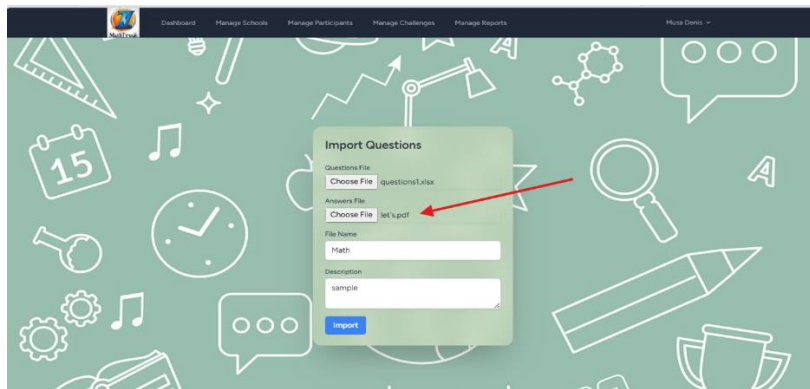 Dashboard Manage Schools Manage Participants Manage Challenges Manage Reports Musa Denis
MathTrek
15
A
A
Import Questions
Questions File
Choose File questions1.xlsx
Answers File
Choose File let's.pdf
File Name
Math
Description
sample
Import